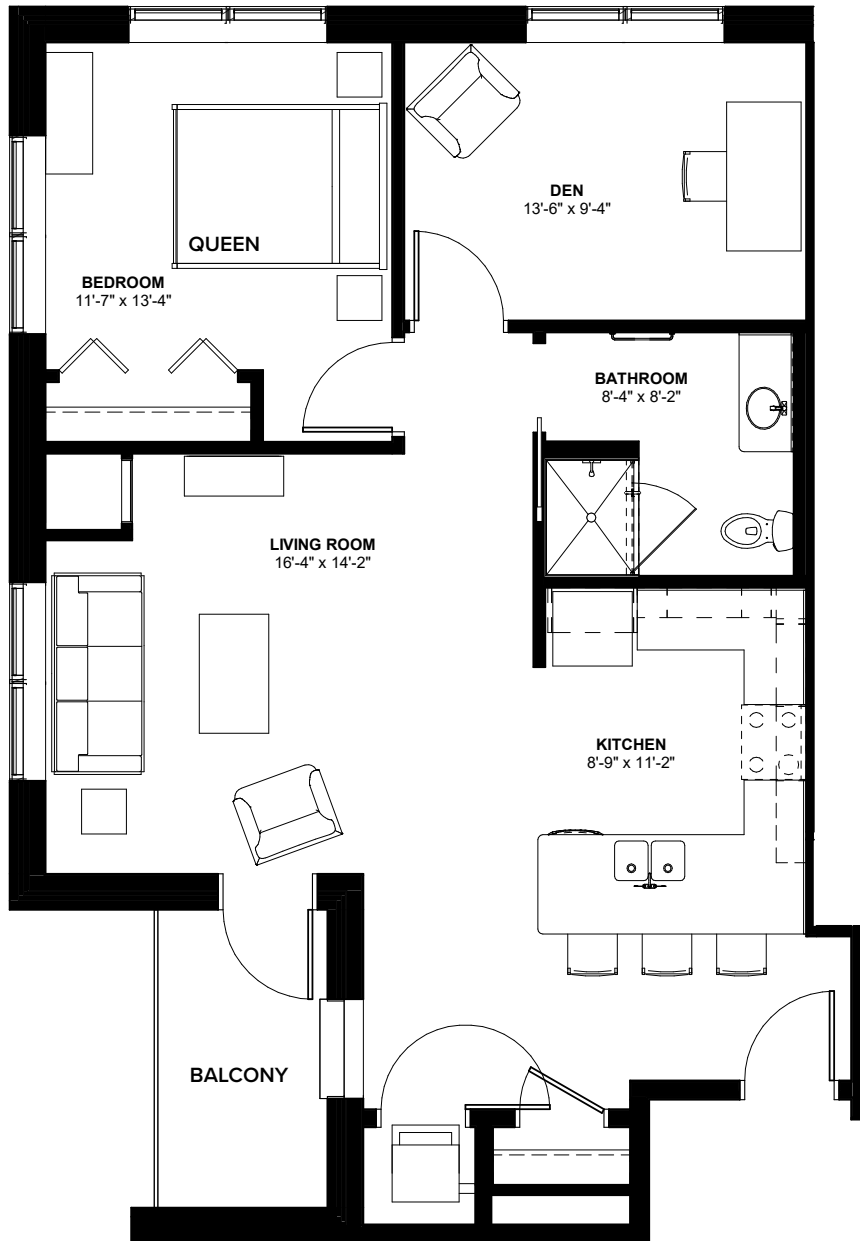 DEN
13'-6" x 9'-4"
QUEEN
BEDROOM
11'-7" x 13'-4"
BATHROOM
8'-4" x 8'-2"
LIVING ROOM
16'-4" x 14'-2"
KITCHEN
8'-9" x 11'-2"
BALCONY